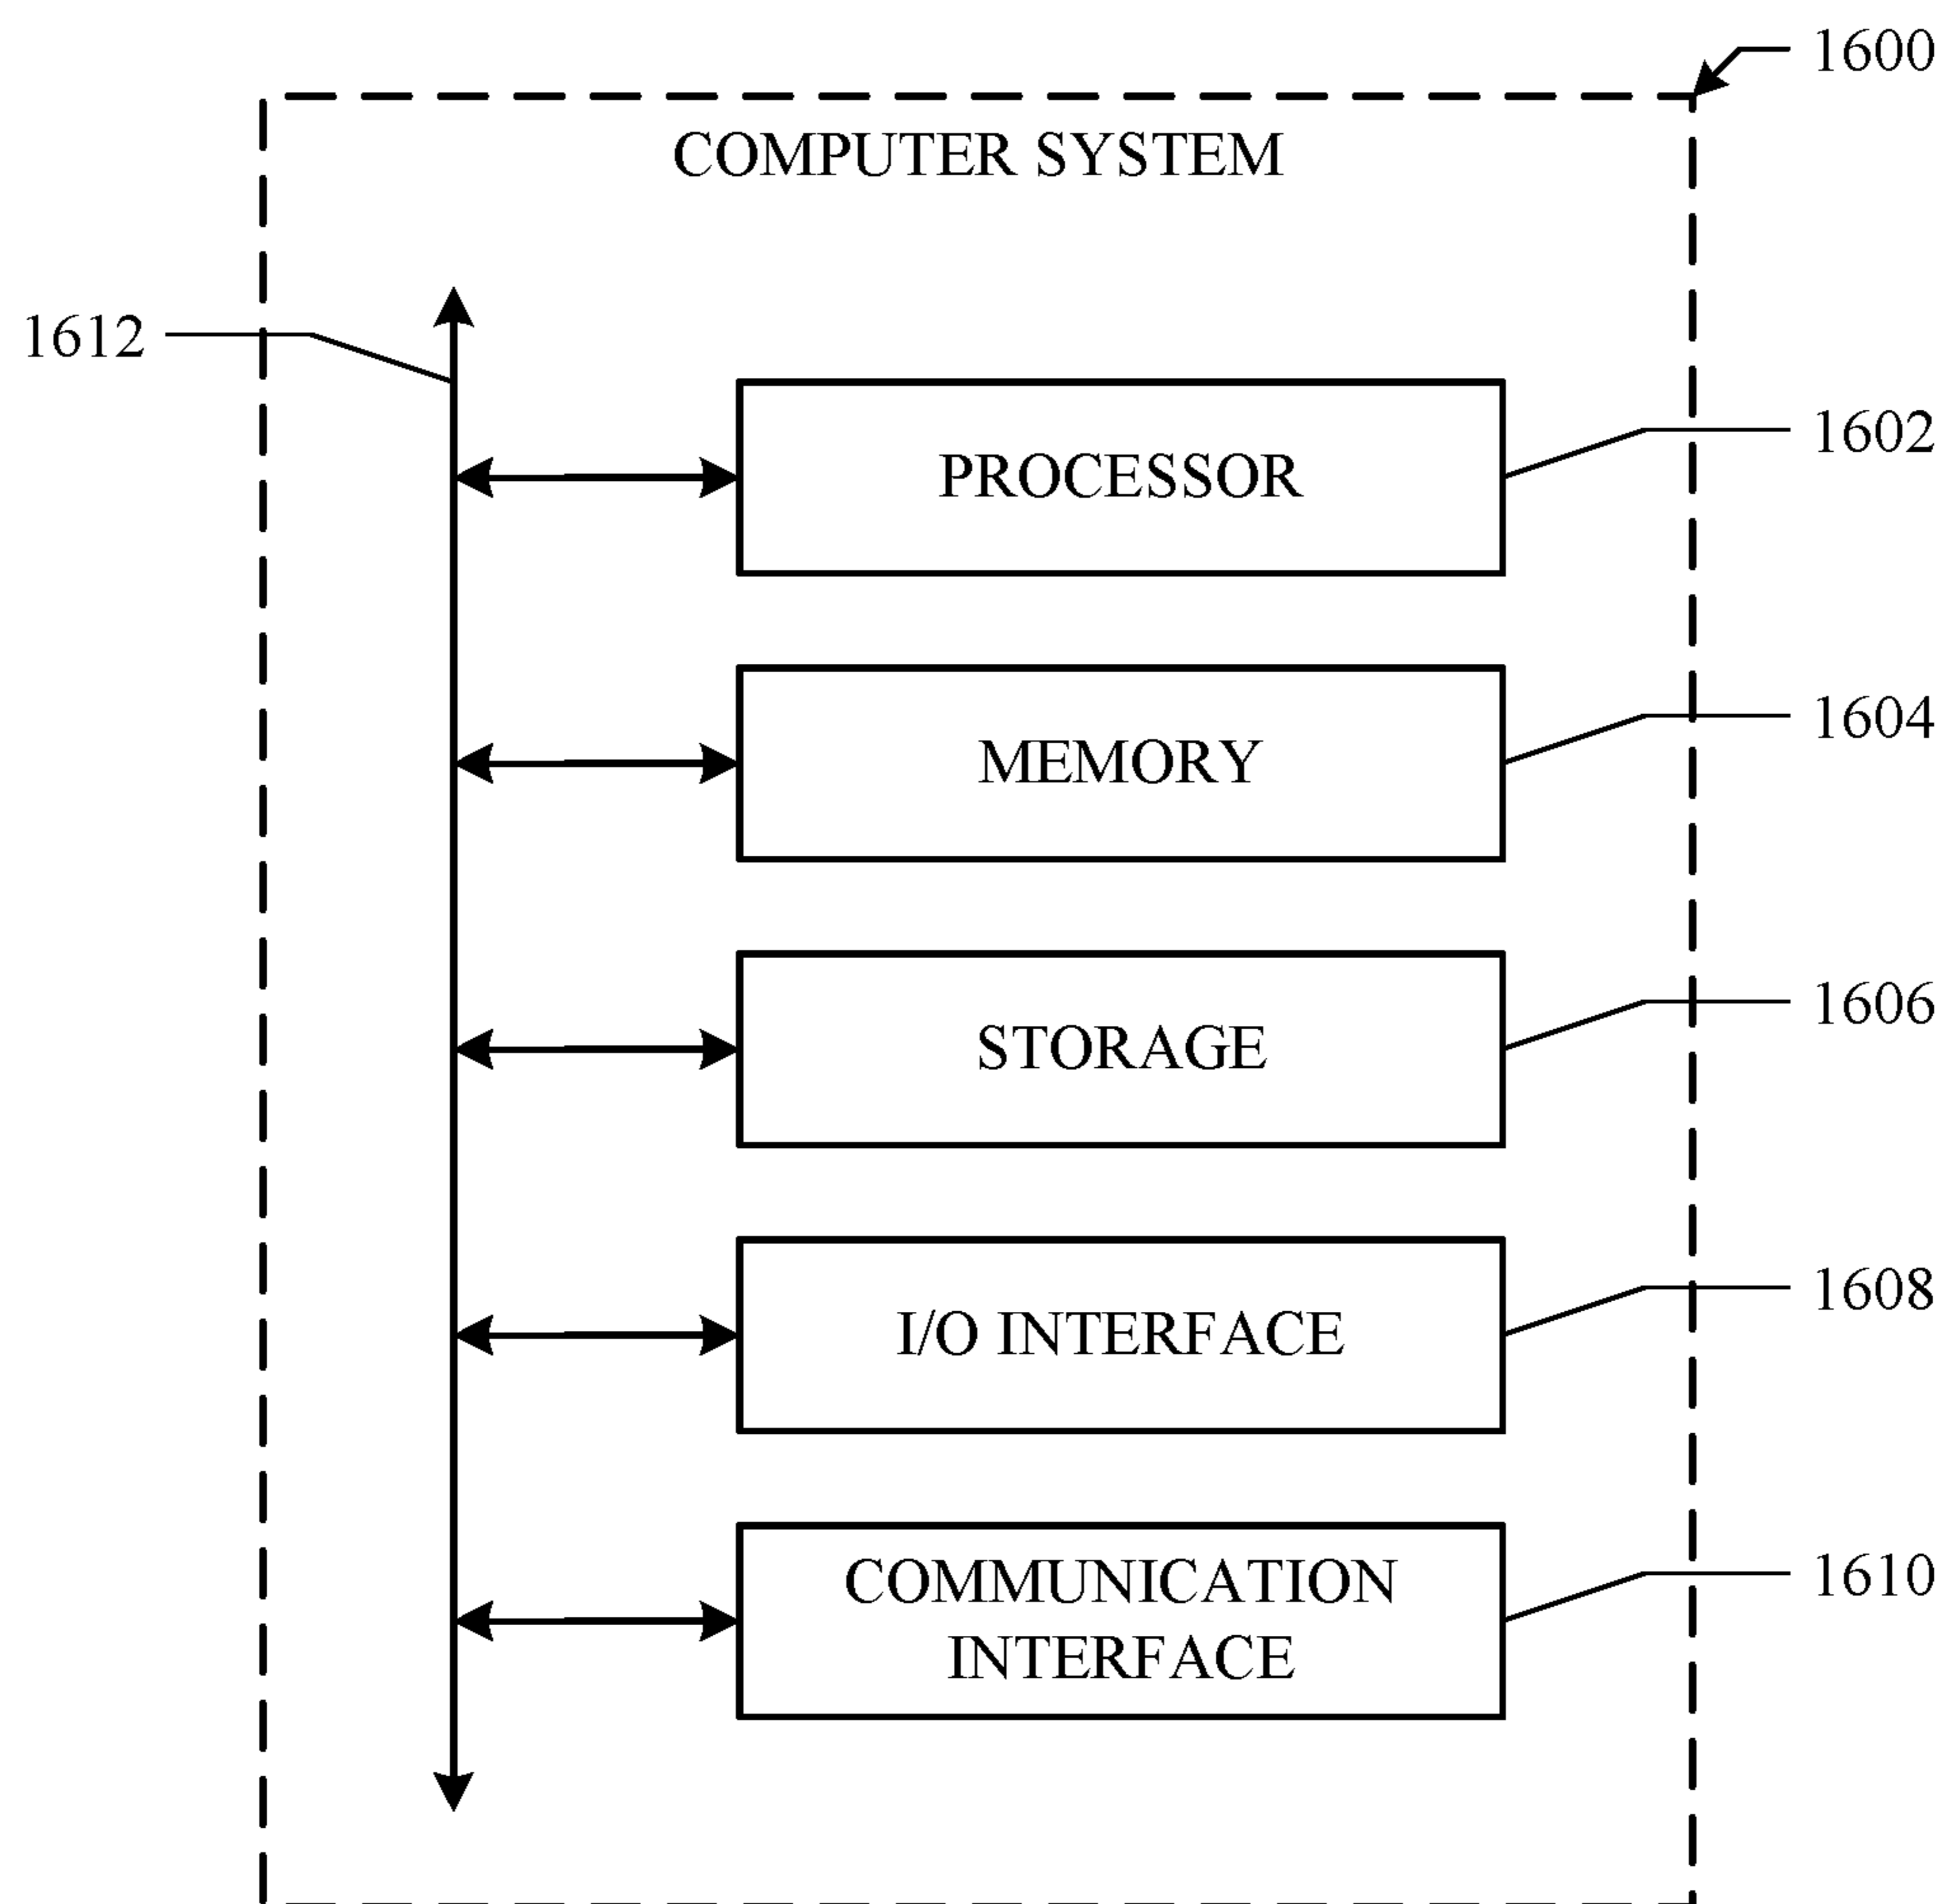 1600
COMPUTER SYSTEM
1612
1602
PROCESSOR
1604
MEMORY
1606
STORAGE
1608
I/O INTERFACE
1610
COMMUNICATION
INTERFACE